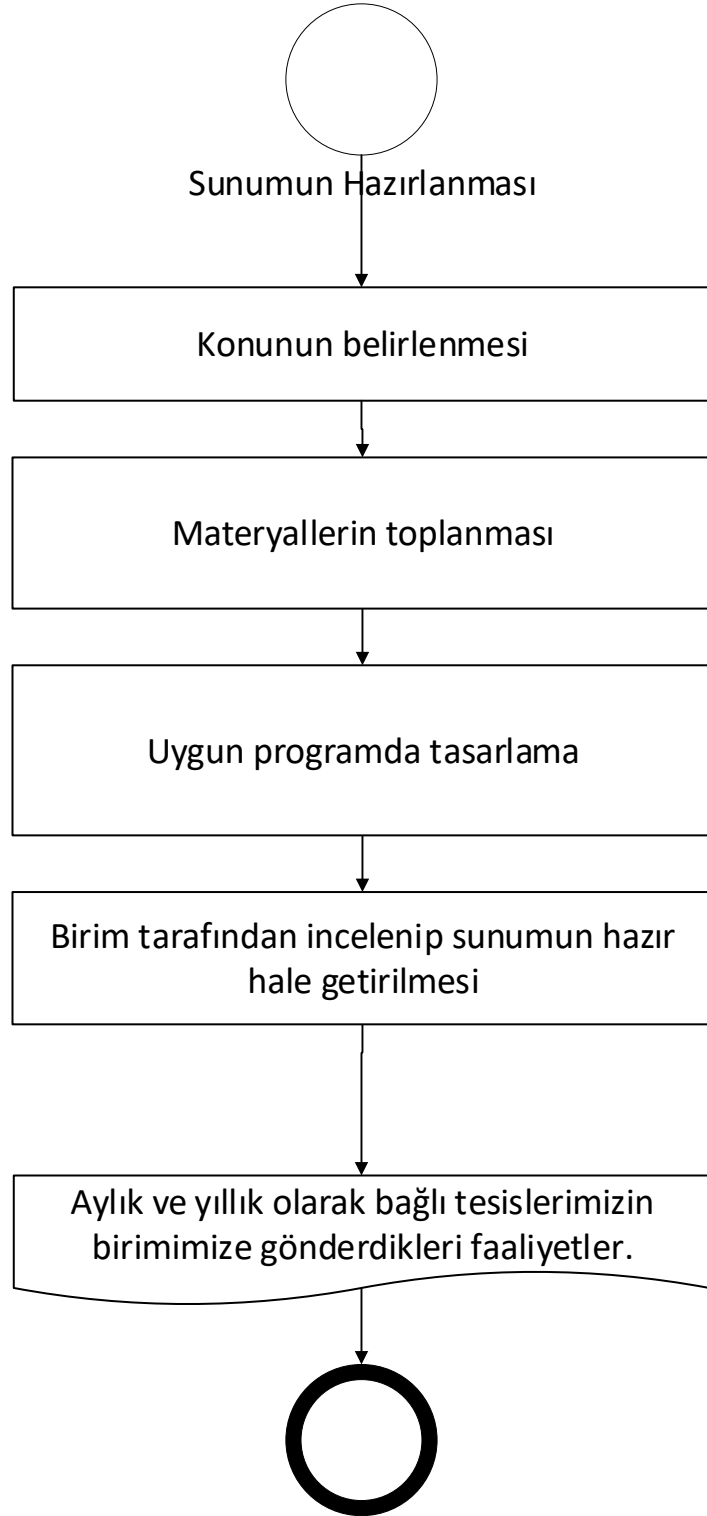 Sunumun Hazırlanması
Konunun belirlenmesi
Materyallerin toplanması
Uygun programda tasarlama
Birim tarafından incelenip sunumun hazır
hale getirilmesi
Aylık ve yıllık olarak bağlı tesislerimizin
birimimize gönderdikleri faaliyetler.